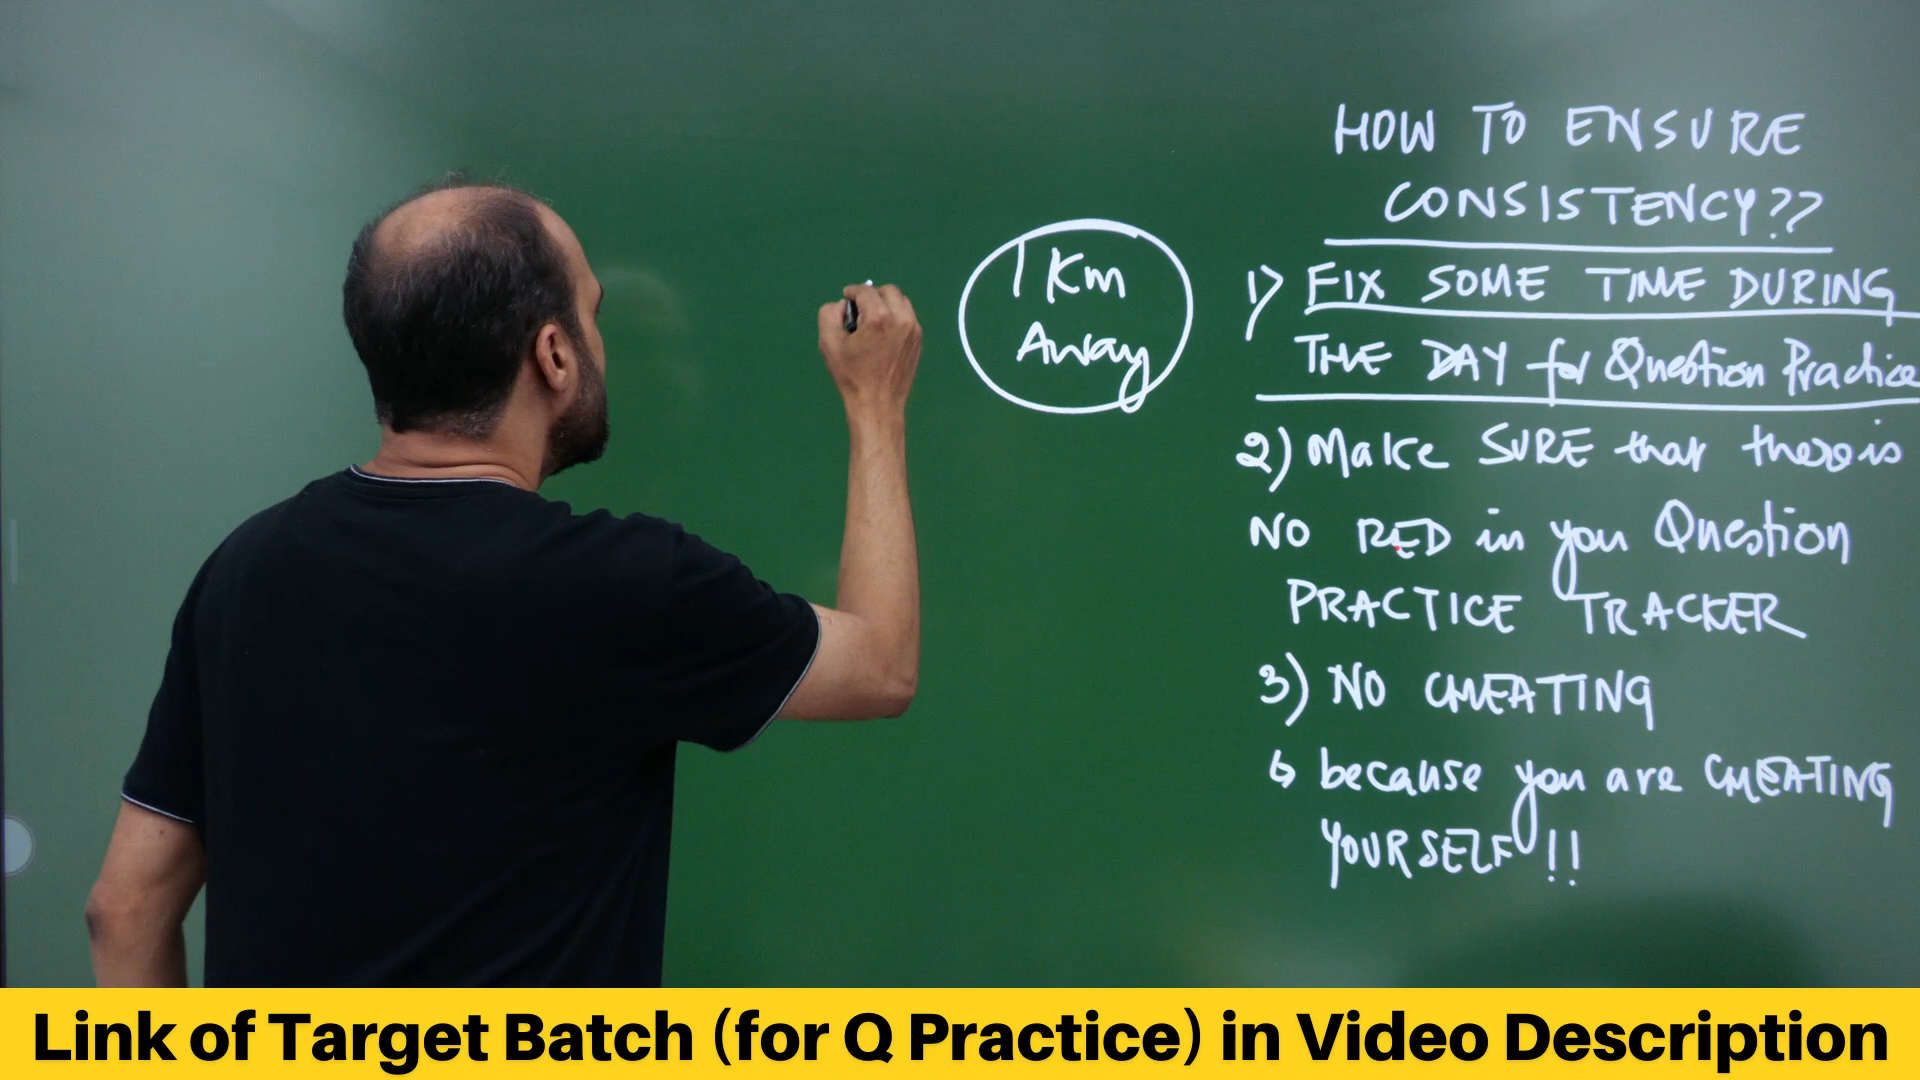 1 Km
Away
HOW TO ENSURE
CONSISTENCY??
1) FIX SOME TIME DURING
THE DAY for Question Practice
2) Make SURE that there is
NO RED in you Question
PRACTICE TRACKER
3) NO CHEATING
↳ because you are CHEATING
YOURSELF!!
Link of Target Batch (for Q Practice) in Video Description